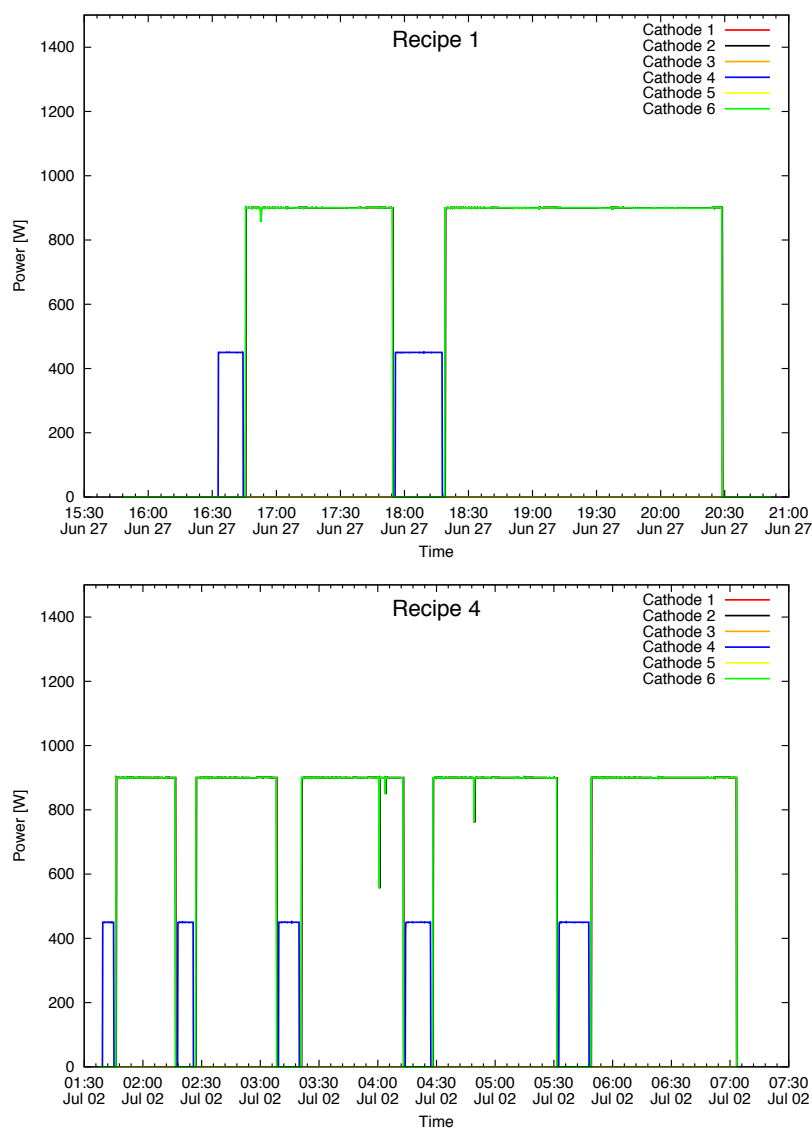 Recipe 1
Cathode 1
Cathode 2
Cathode 3
Cathode 4
Cathode 5
Cathode 6
Power [W]
1400
1200
1000
800
600
400
200
0
15:30 16:00 16:30 17:00 17:30 18:00 18:30 19:00 19:30 20:00 20:30 21:00
Jun 27 Jun 27 Jun 27 Jun 27 Jun 27 Jun 27 Jun 27 Jun 27 Jun 27 Jun 27 Jun 27 Jun 27
Time
Recipe 4
Cathode 1
Cathode 2
Cathode 3
Cathode 4
Cathode 5
Cathode 6
Power [W]
1400
1200
1000
800
600
400
200
0
01:30 02:00 02:30 03:00 03:30 04:00 04:30 05:00 05:30 06:00 06:30 07:00 07:30
Jul 02 Jul 02 Jul 02 Jul 02 Jul 02 Jul 02 Jul 02 Jul 02 Jul 02 Jul 02 Jul 02 Jul 02 Jul 02
Time